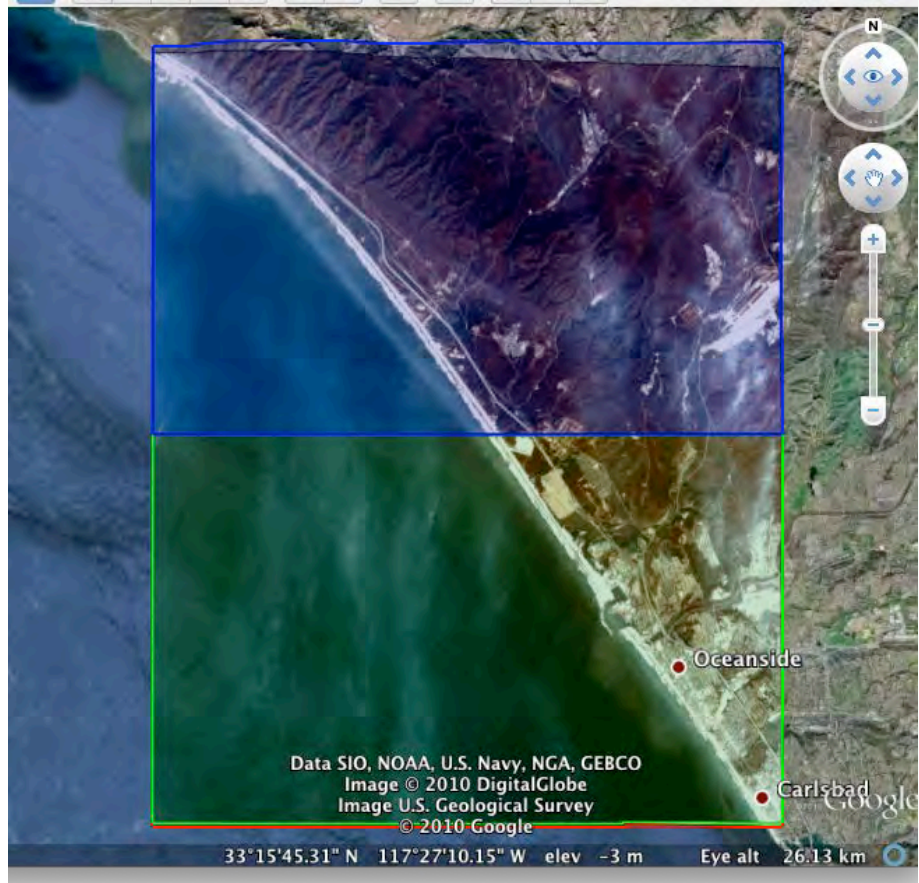 N
Oceanside
Carlsbad
Data SIO, NOAA, U.S. Navy, NGA, GEBCO
Image © 2010 DigitalGlobe
Image U.S. Geological Survey
© 2010 Google
Google
33°15'45.31" N 117°27'10.15" W elev -3 m Eye alt 26.13 km